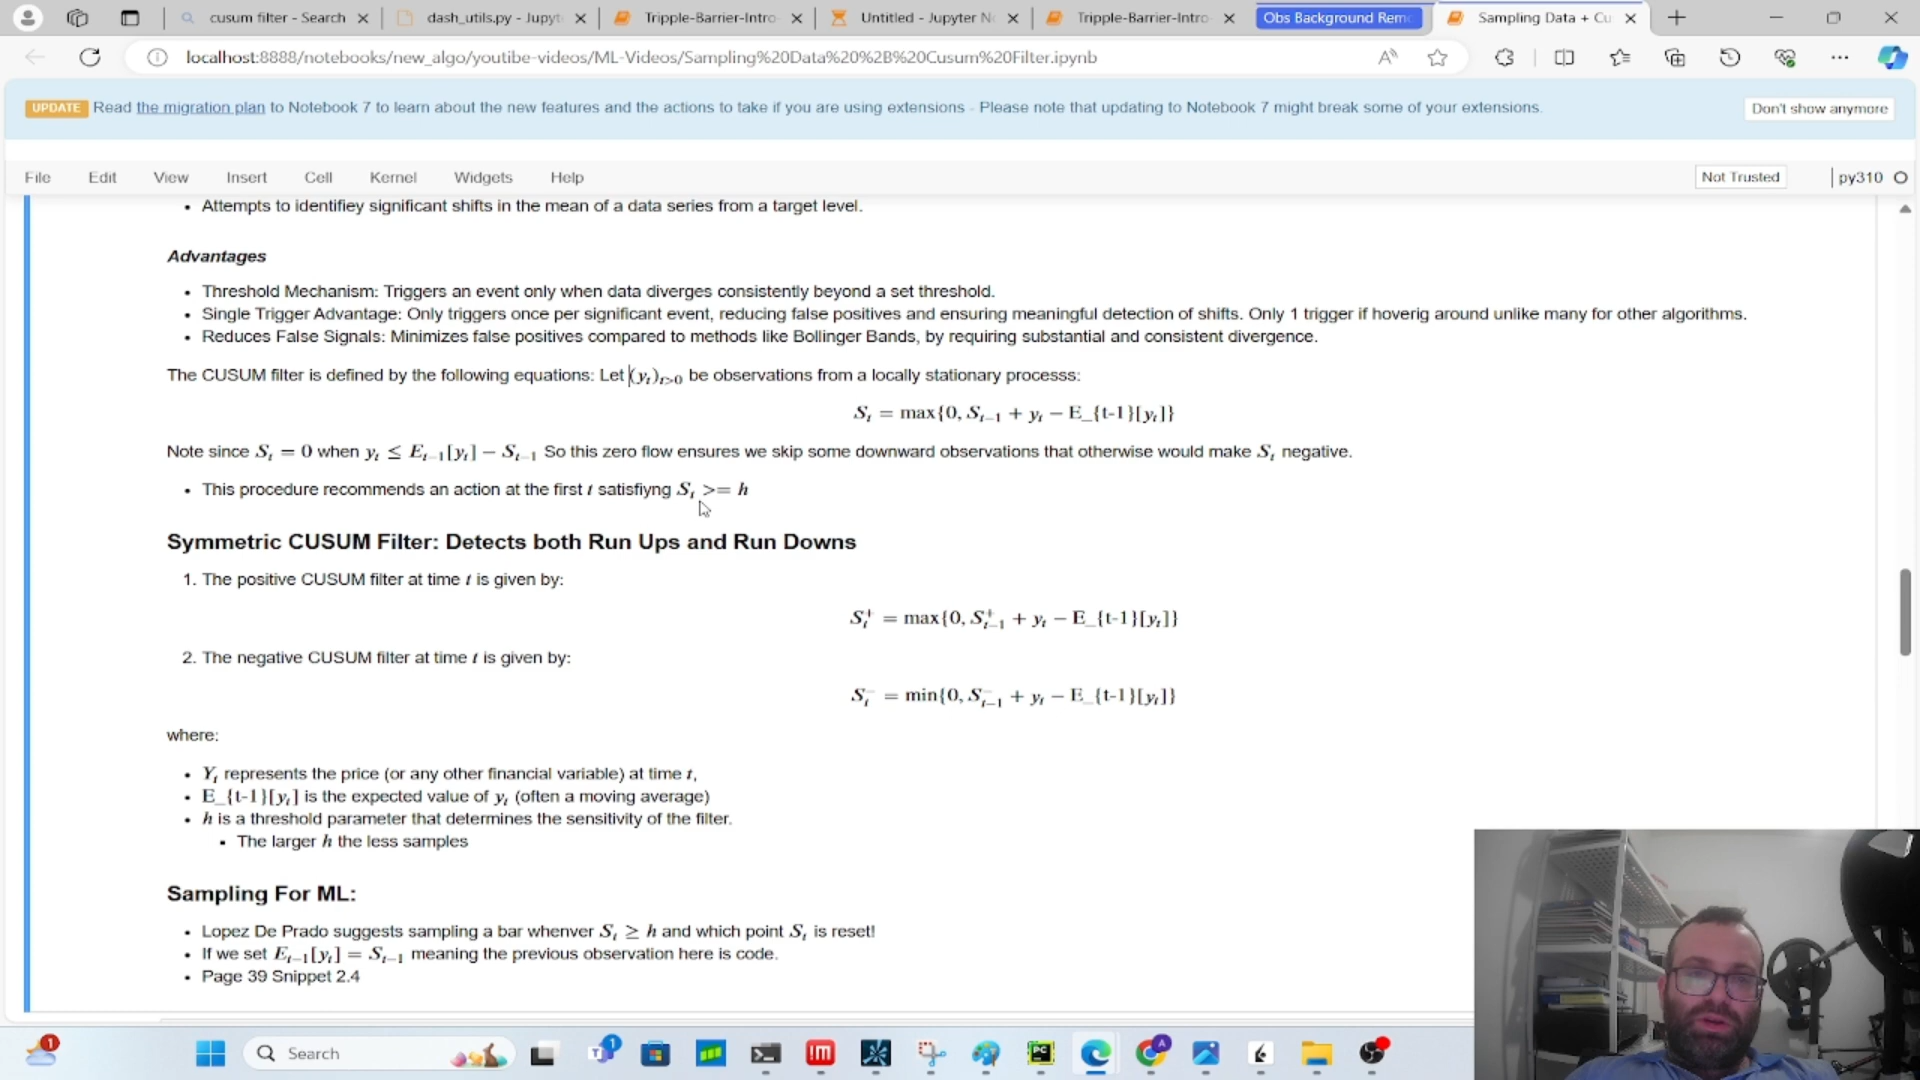 cusum filter - Search
dash_utils.py - Jupyt
Tripple-Barrier-Intro
Untitled - Jupyter N
Tripple-Barrier-Intro
Obs Background Rem
Sampling Data + Cu
localhost:8888/notebooks/new_algo/youtibe-videos/ML-Videos/Sampling%20Data%20%2B%20Cusum%20Filter.ipynb
UPDATE Read the migration plan to Notebook 7 to learn about the new features and the actions to take if you are using extensions - Please note that updating to Notebook 7 might break some of your extensions.
Don't show anymore
File Edit View Insert Cell Kernel Widgets Help
Not Trusted
py310
• Attempts to identifiey significant shifts in the mean of a data series from a target level.
Advantages
• Threshold Mechanism: Triggers an event only when data diverges consistently beyond a set threshold.
• Single Trigger Advantage: Only triggers once per significant event, reducing false positives and ensuring meaningful detection of shifts. Only 1 trigger if hoverig around unlike many for other algorithms.
• Reduces False Signals: Minimizes false positives compared to methods like Bollinger Bands, by requiring substantial and consistent divergence.
The CUSUM filter is defined by the following equations: Let (y_t)_{t>0} be observations from a locally stationary processs:
S_t = max{0, S_{t−1} + y_t − E_{t-1}[y_t]}
Note since S_t = 0 when y_t ≤ E_{t−1}[y_t] − S_{t−1} So this zero flow ensures we skip some downward observations that otherwise would make S_t negative.
• This procedure recommends an action at the first t satisfiyng S_t >= h
Symmetric CUSUM Filter: Detects both Run Ups and Run Downs
1. The positive CUSUM filter at time t is given by:
S_t^+ = max{0, S_{t−1}^+ + y_t − E_{t-1}[y_t]}
2. The negative CUSUM filter at time t is given by:
S_t^− = min{0, S_{t−1}^− + y_t − E_{t-1}[y_t]}
where:
• Y_t represents the price (or any other financial variable) at time t,
• E_{t-1}[y_t] is the expected value of y_t (often a moving average)
• h is a threshold parameter that determines the sensitivity of the filter.
▪ The larger h the less samples
Sampling For ML:
• Lopez De Prado suggests sampling a bar whenver S_t ≥ h and which point S_t is reset!
• If we set E_{t−1}[y_t] = S_{t−1} meaning the previous observation here is code.
• Page 39 Snippet 2.4
1
Search
1
PC
A